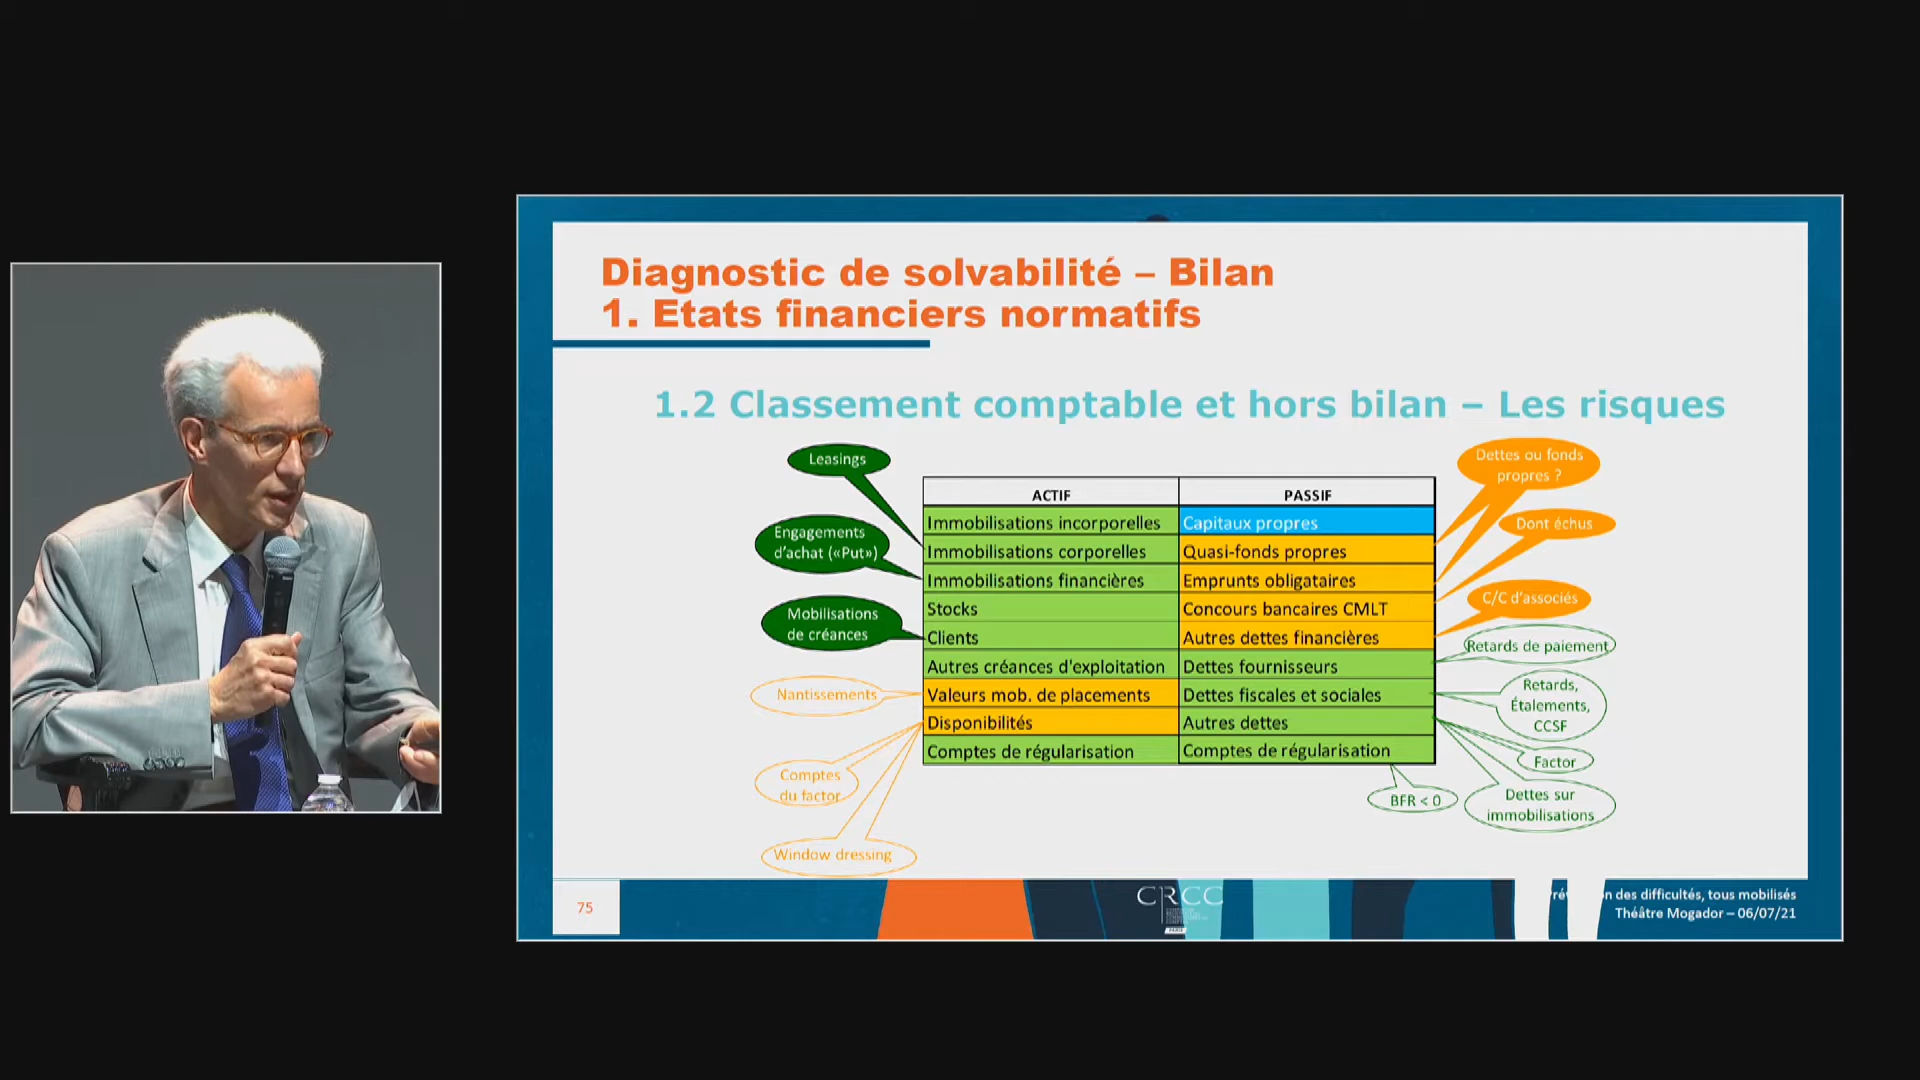 Diagnostic de solvabilité – Bilan
1. Etats financiers normatifs
1.2 Classement comptable et hors bilan – Les risques
Leasings
Engagements
d'achat («Put»)
Mobilisations
de créances
Nantissements
Comptes
du factor
Window dressing
ACTIF PASSIF
Immobilisations incorporelles Capitaux propres
Immobilisations corporelles Quasi-fonds propres
Immobilisations financières Emprunts obligataires
Stocks Concours bancaires CMLT
Clients Autres dettes financières
Autres créances d'exploitation Dettes fournisseurs
Valeurs mob. de placements Dettes fiscales et sociales
Disponibilités Autres dettes
Comptes de régularisation Comptes de régularisation
Dettes ou fonds
propres ?
Dont échus
C/C d'associés
Retards de paiement
Retards,
Étalements,
CCSF
Factor
Dettes sur
immobilisations
BFR < 0
75
CRCC
PARIS
des difficultés, tous mobilisés
Théâtre Mogador – 06/07/21